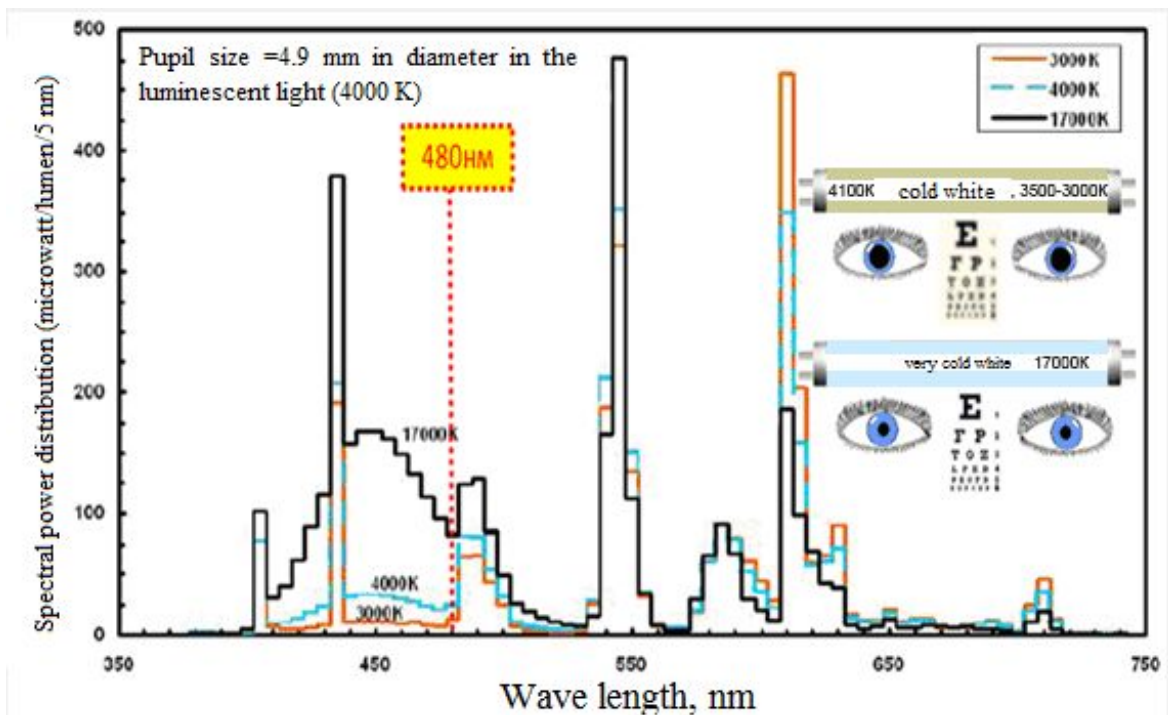 500
400
300
200
100
0
350
450
550
650
750
Spectral power distribution (microwatt/lumen/5 nm)
Wave length, nm
Pupil size =4.9 mm in diameter in the
luminescent light (4000 K)
480нм
3000K
4000K
17000K
17000K
4000K
3000K
4100K cold white . 3500-3000K
E
F P
T O Z
very cold white 17000K
E
F P
T O Z